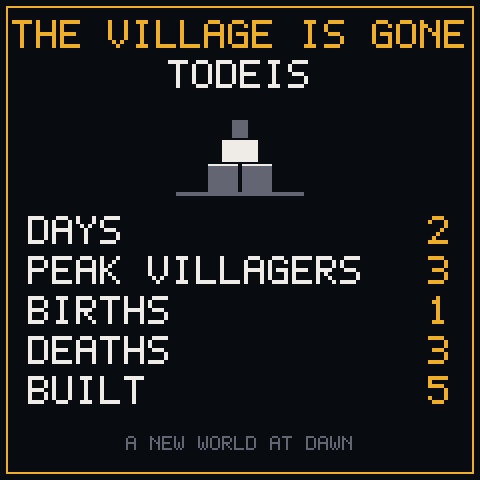 THE VILLAGE IS GONE
TODEIS
DAYS 2
PEAK VILLAGERS 3
BIRTHS 1
DEATHS 3
BUILT 5
A NEW WORLD AT DAWN